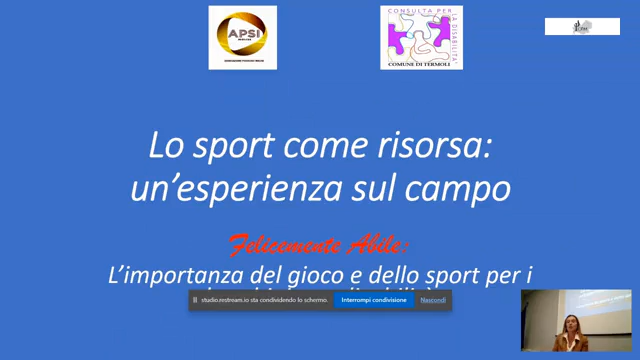 APSI
CONSULTA PER
LA DISABILITA'
COMUNE DI TERMOLI
Lo sport come risorsa:
un'esperienza sul campo
Felicemente Abile:
L'importanza del gioco e dello sport per i
studio.restream.io sta condividendo lo schermo.
Interrompi condivisione
Nascondi